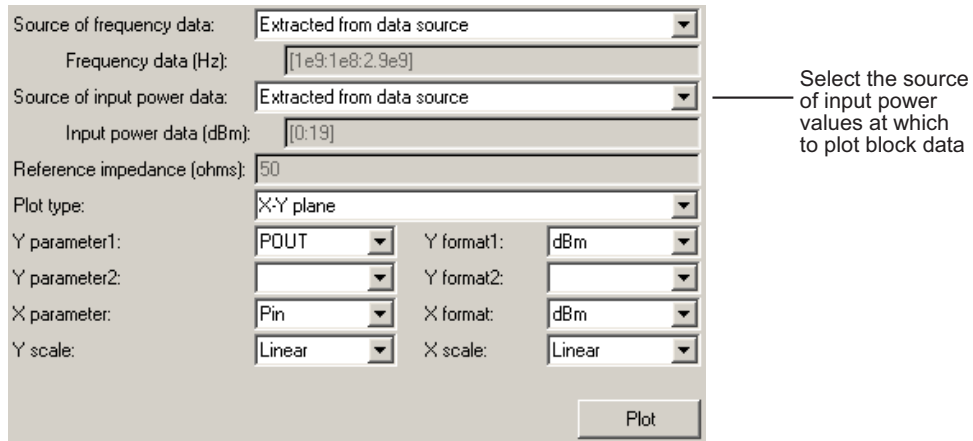 Source of frequency data: Extracted from data source
Frequency data (Hz): [1e9:1e8:2.9e9]
Source of input power data: Extracted from data source
Input power data (dBm): [0:19]
Reference impedance (ohms): 50
Plot type: X-Y plane
Y parameter1: POUT Y format1: dBm
Y parameter2: Y format2:
X parameter: Pin X format: dBm
Y scale: Linear X scale: Linear
Plot
Select the source
of input power
values at which
to plot block data